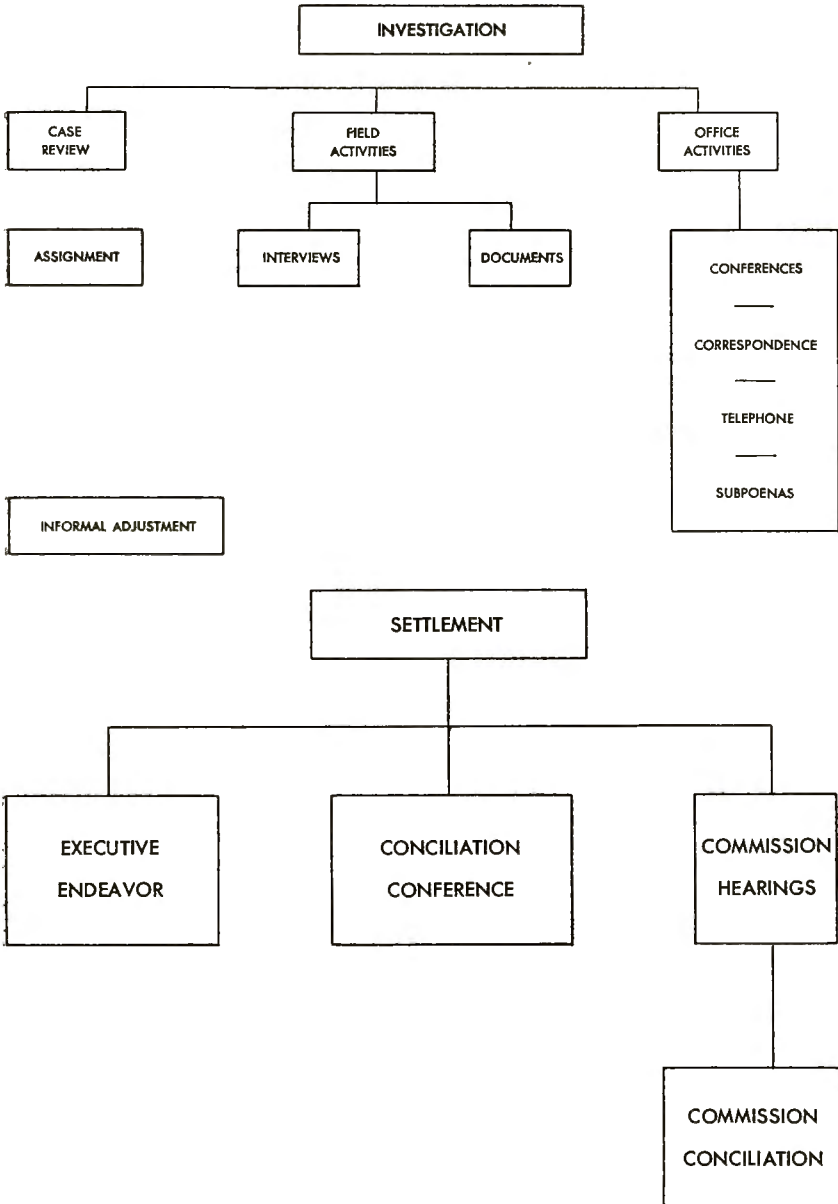 INVESTIGATION
CASE
REVIEW
FIELD
ACTIVITIES
OFFICE
ACTIVITIES
ASSIGNMENT
INTERVIEWS
DOCUMENTS
CONFERENCES
CORRESPONDENCE
TELEPHONE
SUBPOENAS
INFORMAL ADJUSTMENT
SETTLEMENT
EXECUTIVE
ENDEAVOR
CONCILIATION
CONFERENCE
COMMISSION
HEARINGS
COMMISSION
CONCILIATION